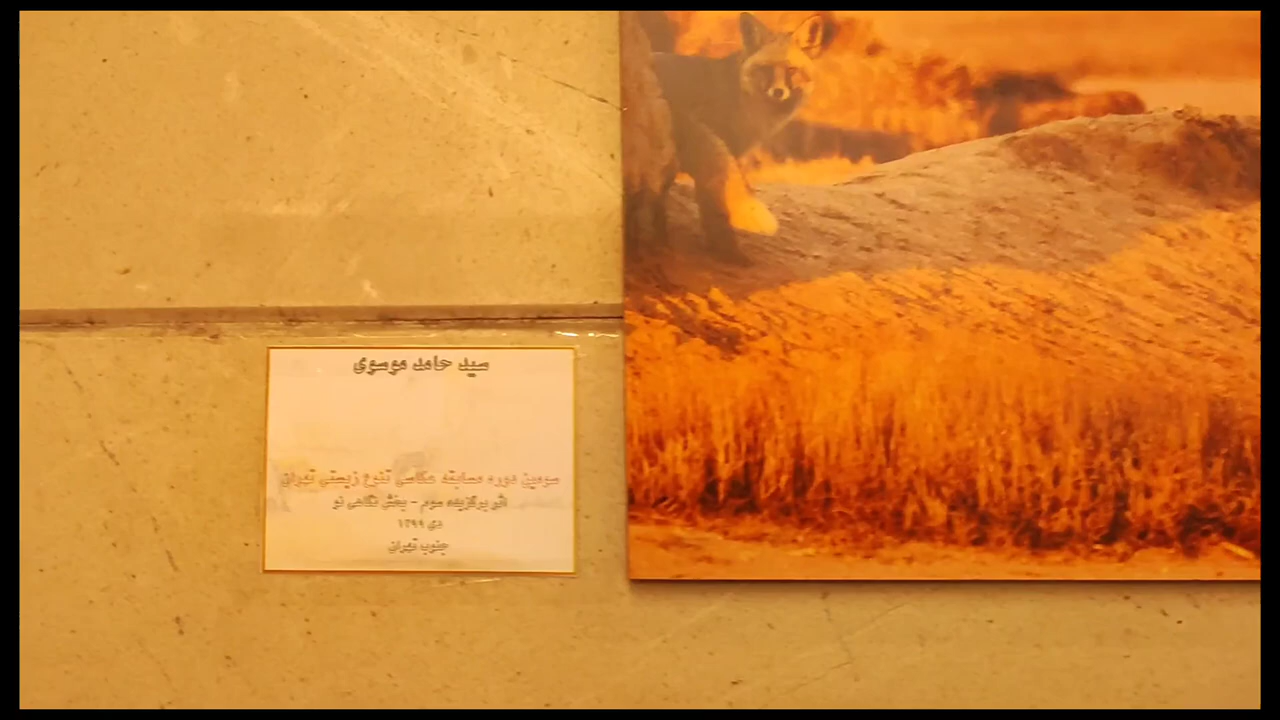 سید حامد موسوی
سومین دوره مسابقه عکاسی تنوع زیستی تهران
اثر برگزیده سوم - بخش نگاهی نو
دی ۱۳۹۹
جنوب تهران